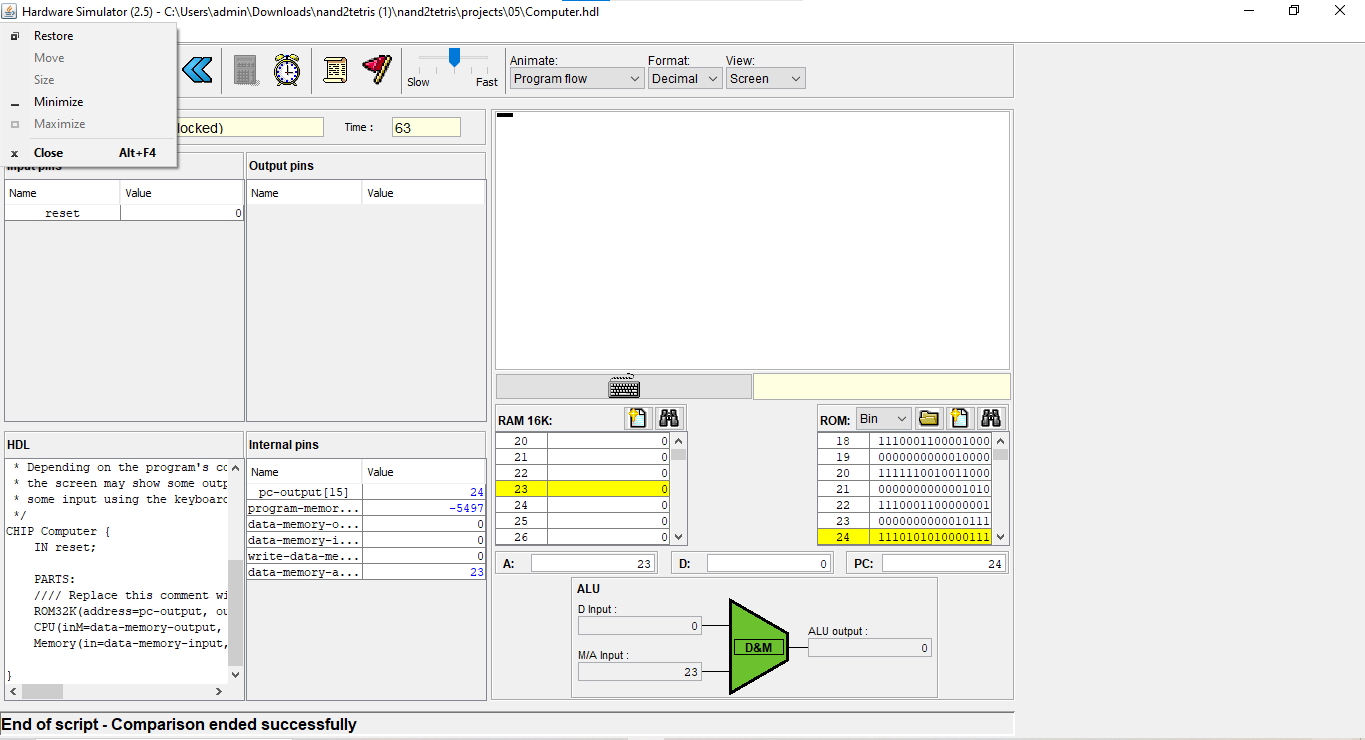 Hardware Simulator (2.5) - C:\Users\admin\Downloads\nand2tetris (1)\nand2tetris\projects\05\Computer.hdl
Restore
Move
Size
Minimize
Maximize
x Close Alt+F4
Slow Fast
Animate: Format: View:
Program flow Decimal Screen
locked) Time : 63
Input pins Output pins
Name Value Name Value
reset 0
RAM 16K: ROM: Bin
20 0 18 1110001100001000
21 0 19 0000000000010000
22 0 20 1111110010011000
23 0 21 0000000000001010
24 0 22 1110001100000001
25 0 23 0000000000010111
26 0 24 1110101010000111
A: 23 D: 0 PC: 24
HDL
* Depending on the program's co
* the screen may show some outp
* some input using the keyboard
*/
CHIP Computer {
IN reset;
PARTS:
//// Replace this comment wi
ROM32K(address=pc-output, ou
CPU(inM=data-memory-output,
Memory(in=data-memory-input,
}
Internal pins
Name Value
pc-output[15] 24
program-memor... -5497
data-memory-o... 0
data-memory-i... 0
write-data-me... 0
data-memory-a... 23
ALU
D Input :
0
M/A Input :
23
D&M
ALU output :
0
End of script - Comparison ended successfully